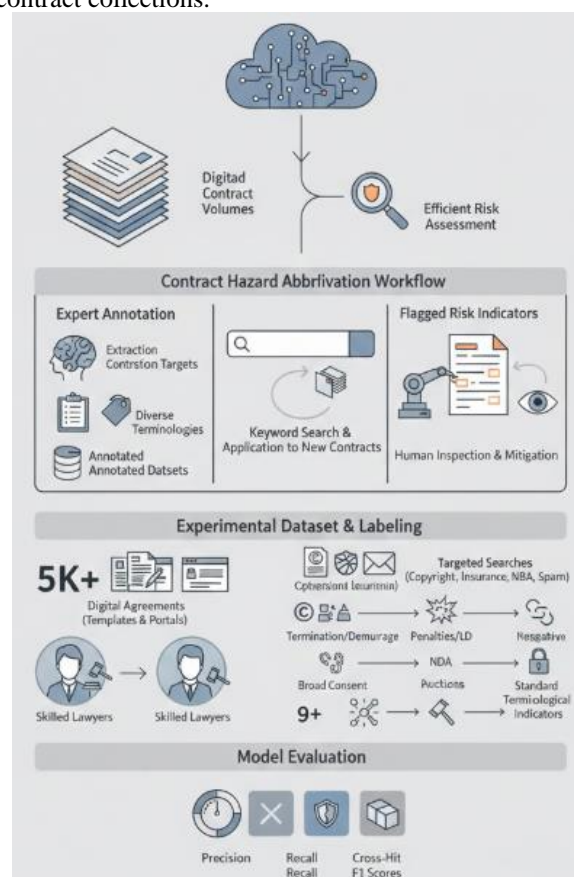 contract collections.
Digitad
Contract
Volumes
Efficient Risk
Assessment
Contract Hazard Abbrlivation Workflow
Expert Annotation
Extraction
Contrston Targets
Diverse
Terminologies
Annotated
Annotated Datsets
Keyword Search &
Application to New Contracts
Flagged Risk Indicators
Human Inspection & Mitigation
Experimental Dataset & Labeling
5K+
Digital Agreements
(Templates & Portals)
Skilled Lawyers
Skilled Lawyers
Targeted Searches
(Copyright, Insurance, NBA, Spam)
Termination/Demurage
Penalties/LD
Broad Consent
NDA
Standard
Termiological
Indicators
9+
Model Evaluation
Precision
Recall
Recall
Cross-Hit
F1 Scores